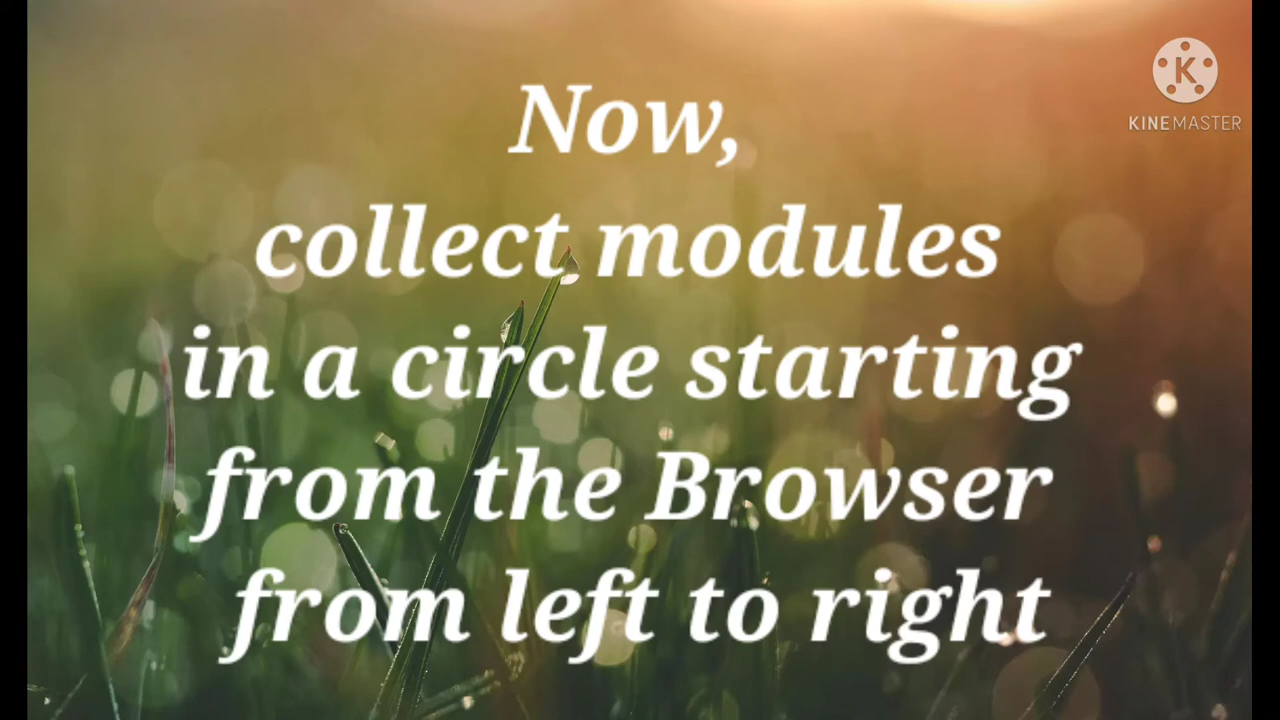 Now,
collect modules
in a circle starting
from the Browser
from left to right
K
KINEMASTER